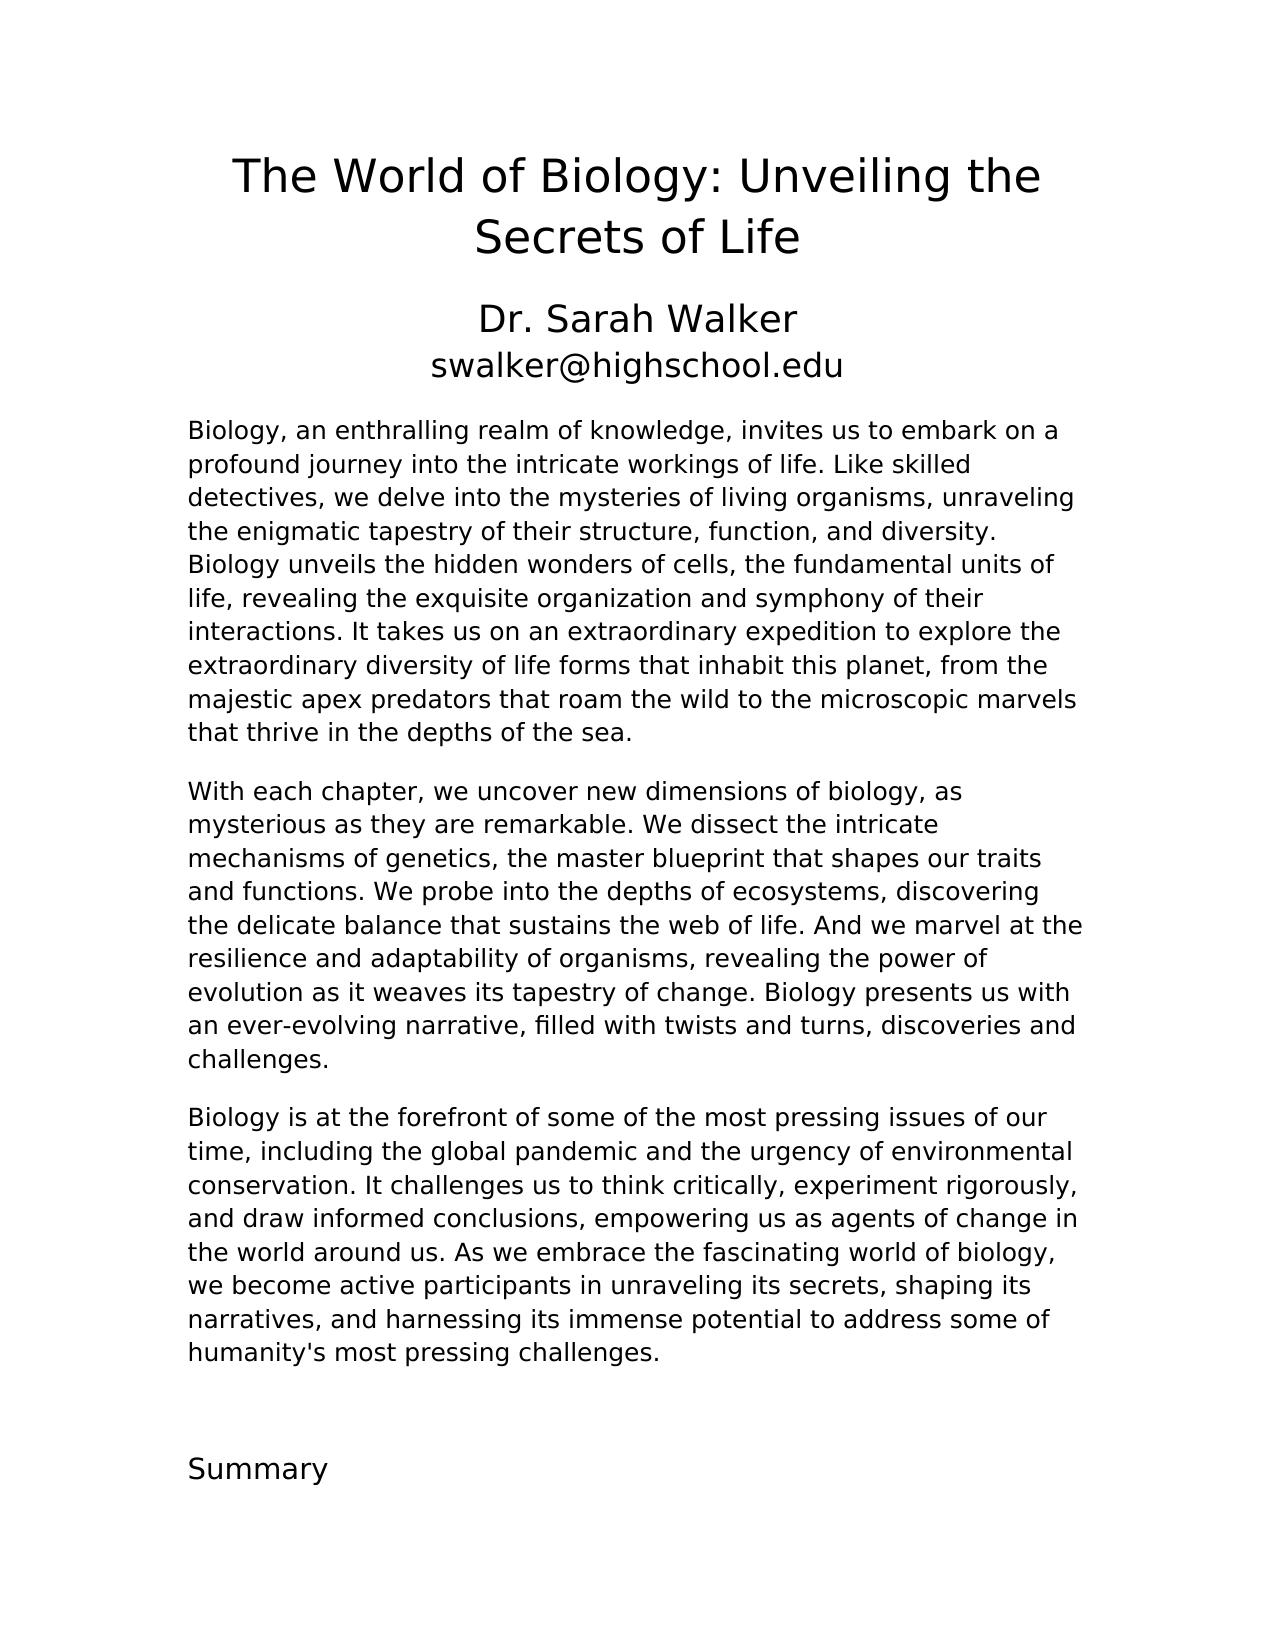 The World of Biology: Unveiling the
Secrets of Life
Dr. Sarah Walker
swalker@highschool.edu
Biology, an enthralling realm of knowledge, invites us to embark on a
profound journey into the intricate workings of life. Like skilled
detectives, we delve into the mysteries of living organisms, unraveling
the enigmatic tapestry of their structure, function, and diversity.
Biology unveils the hidden wonders of cells, the fundamental units of
life, revealing the exquisite organization and symphony of their
interactions. It takes us on an extraordinary expedition to explore the
extraordinary diversity of life forms that inhabit this planet, from the
majestic apex predators that roam the wild to the microscopic marvels
that thrive in the depths of the sea.
With each chapter, we uncover new dimensions of biology, as
mysterious as they are remarkable. We dissect the intricate
mechanisms of genetics, the master blueprint that shapes our traits
and functions. We probe into the depths of ecosystems, discovering
the delicate balance that sustains the web of life. And we marvel at the
resilience and adaptability of organisms, revealing the power of
evolution as it weaves its tapestry of change. Biology presents us with
an ever-evolving narrative, filled with twists and turns, discoveries and
challenges.
Biology is at the forefront of some of the most pressing issues of our
time, including the global pandemic and the urgency of environmental
conservation. It challenges us to think critically, experiment rigorously,
and draw informed conclusions, empowering us as agents of change in
the world around us. As we embrace the fascinating world of biology,
we become active participants in unraveling its secrets, shaping its
narratives, and harnessing its immense potential to address some of
humanity's most pressing challenges.
Summary